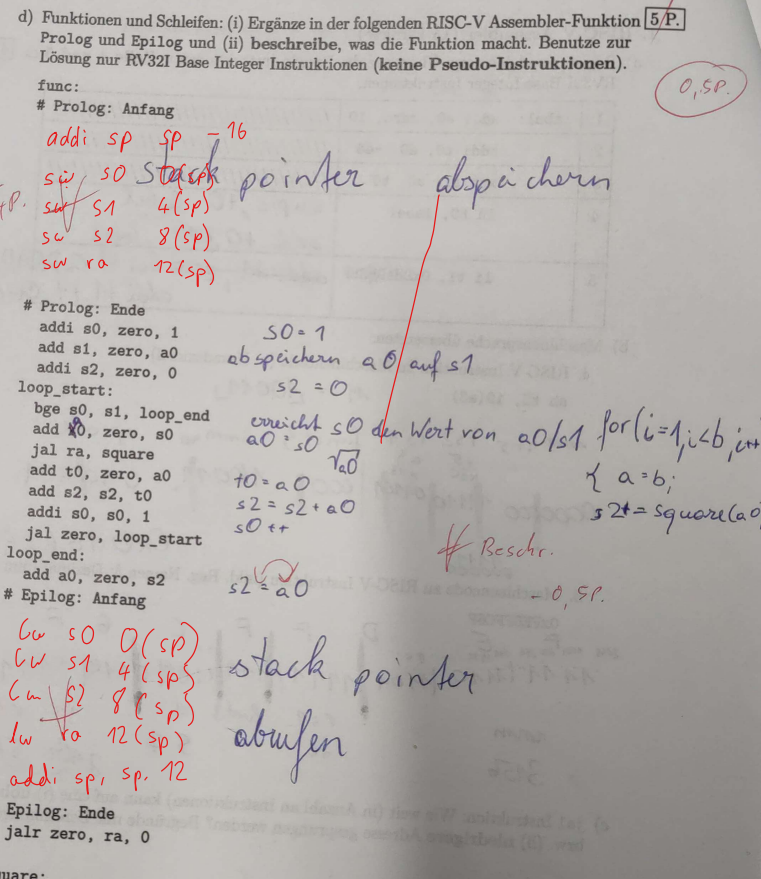 d) Funktionen und Schleifen: (i) Ergänze in der folgenden RISC-V Assembler-Funktion 5 P.
Prolog und Epilog und (ii) beschreibe, was die Funktion macht. Benutze zur
Lösung nur RV32I Base Integer Instruktionen (keine Pseudo-Instruktionen).
0,5P.
func:
# Prolog: Anfang
addi sp sp -16
sw s0 0(sp) stack pointer abspeichern
sw s1 4(sp)
sw s2 8(sp)
sw ra 12(sp)
# Prolog: Ende
addi s0, zero, 1 s0=1
add s1, zero, a0 abspeichern a0 auf s1
addi s2, zero, 0 s2=0
loop_start:
bge s0, s1, loop_end erreicht s0 den Wert von a0/s1 for(i=1,i<b,i++
add a0, zero, s0 a0=s0 { a=b;
jal ra, square √a0
add t0, zero, a0 t0=a0
add s2, s2, t0 s2=s2+a0 s2+=square(a0
addi s0, s0, 1 s0++
jal zero, loop_start
loop_end: Beschr.
add a0, zero, s2 s2=a0 -0,5P.
# Epilog: Anfang
lw s0 0(sp)
lw s1 4(sp) stack pointer
lw s2 8(sp)
lw ra 12(sp) abrufen
addi sp, sp. 12
Epilog: Ende
jalr zero, ra, 0
uare: